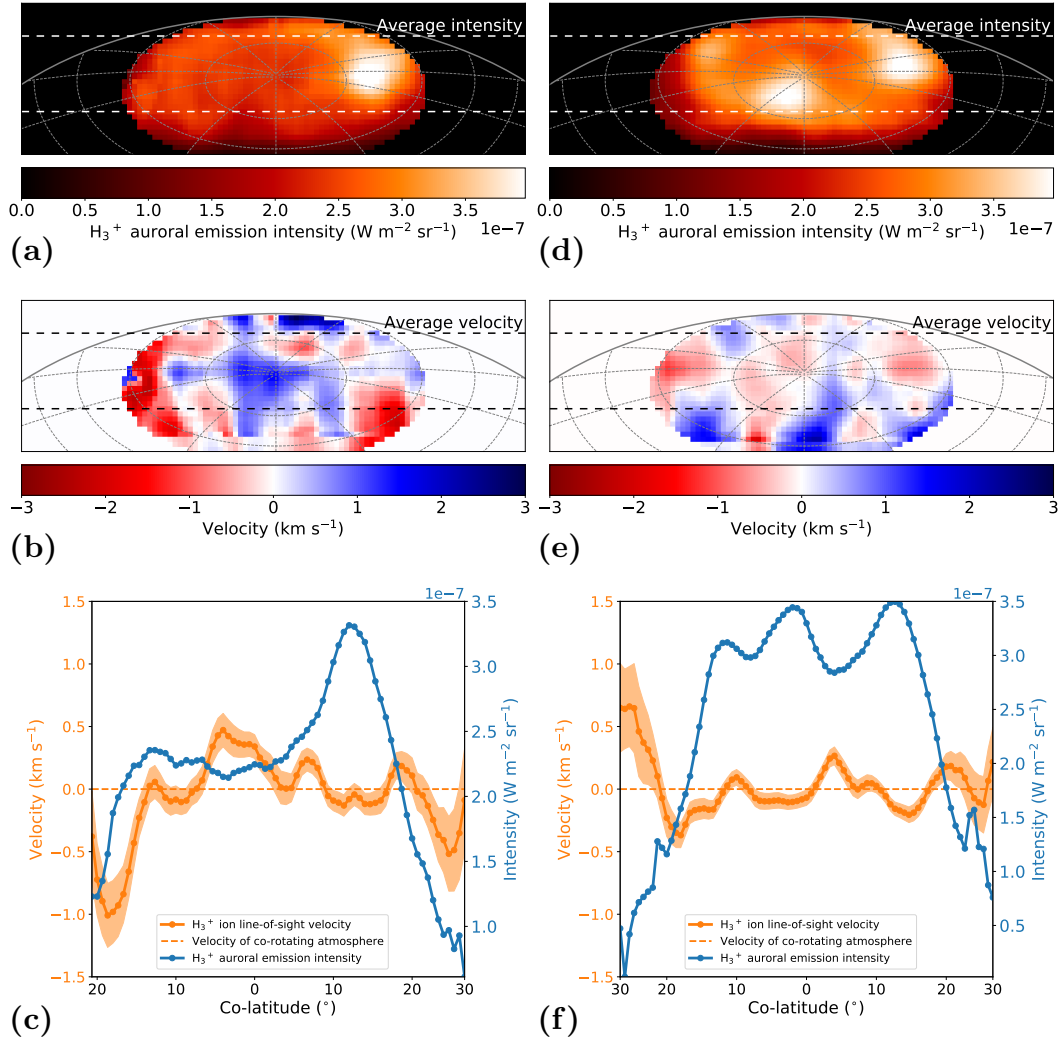 Average intensity
0.0 0.5 1.0 1.5 2.0 2.5 3.0 3.5
H₃⁺ auroral emission intensity (W m⁻² sr⁻¹) 1e−7
(a)
Average intensity
0.0 0.5 1.0 1.5 2.0 2.5 3.0 3.5
H₃⁺ auroral emission intensity (W m⁻² sr⁻¹) 1e−7
(d)
Average velocity
−3 −2 −1 0 1 2 3
Velocity (km s⁻¹)
(b)
Average velocity
−3 −2 −1 0 1 2 3
Velocity (km s⁻¹)
(e)
1e−7
1.5
1.0
0.5
0.0
−0.5
−1.0
−1.5
Velocity (km s⁻¹)
3.5
3.0
2.5
2.0
1.5
1.0
Intensity (W m⁻² sr⁻¹)
H₃⁺ ion line-of-sight velocity
Velocity of co-rotating atmosphere
H₃⁺ auroral emission intensity
20 10 0 10 20 30
Co-latitude (°)
(c)
1e−7
1.5
1.0
0.5
0.0
−0.5
−1.0
−1.5
Velocity (km s⁻¹)
3.5
3.0
2.5
2.0
1.5
1.0
0.5
Intensity (W m⁻² sr⁻¹)
H₃⁺ ion line-of-sight velocity
Velocity of co-rotating atmosphere
H₃⁺ auroral emission intensity
30 20 10 0 10 20 30
Co-latitude (°)
(f)